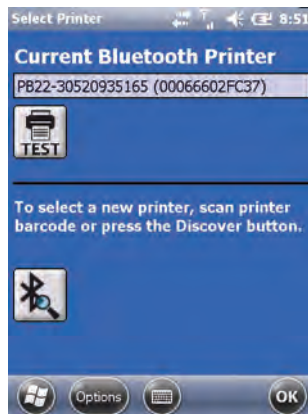 Select Printer 8:51
Current Bluetooth Printer
PB22-30520935165 (00066602FC37)
TEST
To select a new printer, scan printer
barcode or press the Discover button.
Options
OK